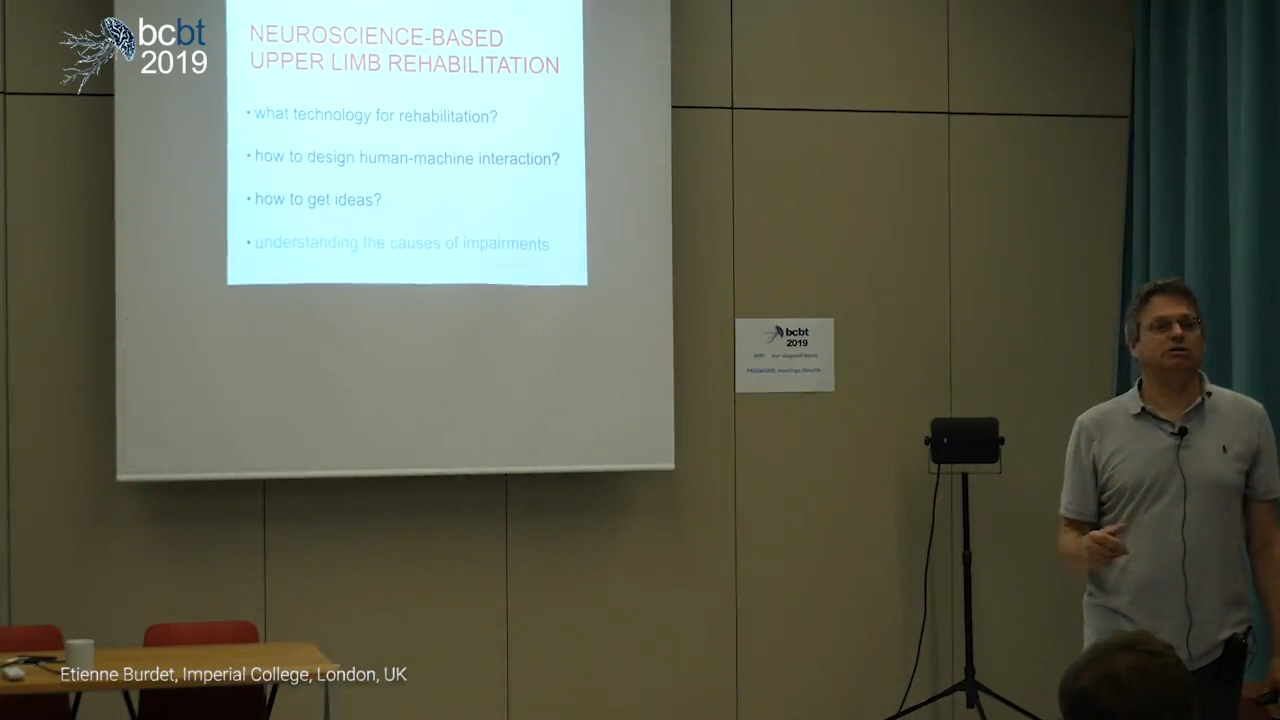 bcbt
2019
NEUROSCIENCE-BASED
UPPER LIMB REHABILITATION
• what technology for rehabilitation?
• how to design human-machine interaction?
• how to get ideas?
• understanding the causes of impairments
bcbt
2019
PASSWORD:
Etienne Burdet, Imperial College, London, UK